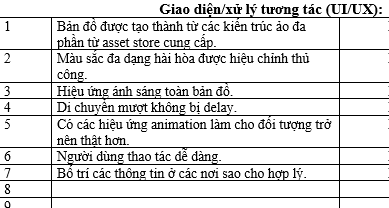 Giao diện/xử lý tương tác (UI/UX):
1 Bản đồ được tạo thành từ các kiến trúc ảo đa
phần từ asset store cung cấp.
2 Màu sắc đa dạng hài hòa được hiệu chỉnh thủ
công.
3 Hiệu ứng ánh sáng toàn bản đồ.
4 Di chuyển mượt không bị delay.
5 Có các hiệu ứng animation làm cho đối tượng trở
nên thật hơn.
6 Người dùng thao tác dễ dàng.
7 Bố trí các thông tin ở các nơi sao cho hợp lý.
8